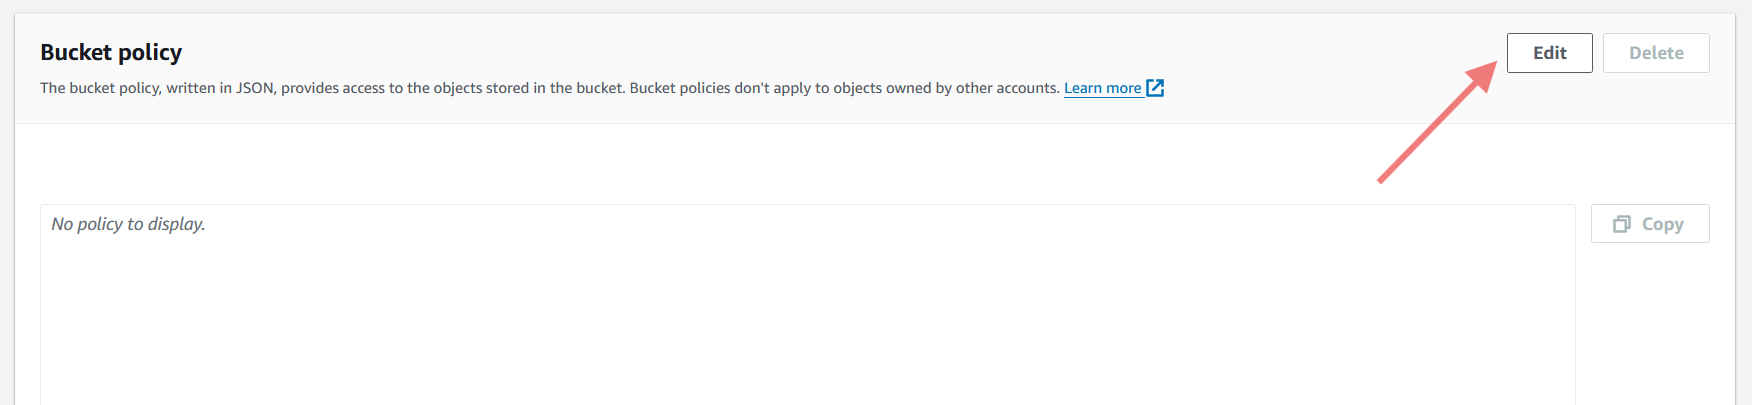 Bucket policy
Edit
Delete
The bucket policy, written in JSON, provides access to the objects stored in the bucket. Bucket policies don't apply to objects owned by other accounts. Learn more
No policy to display.
Copy